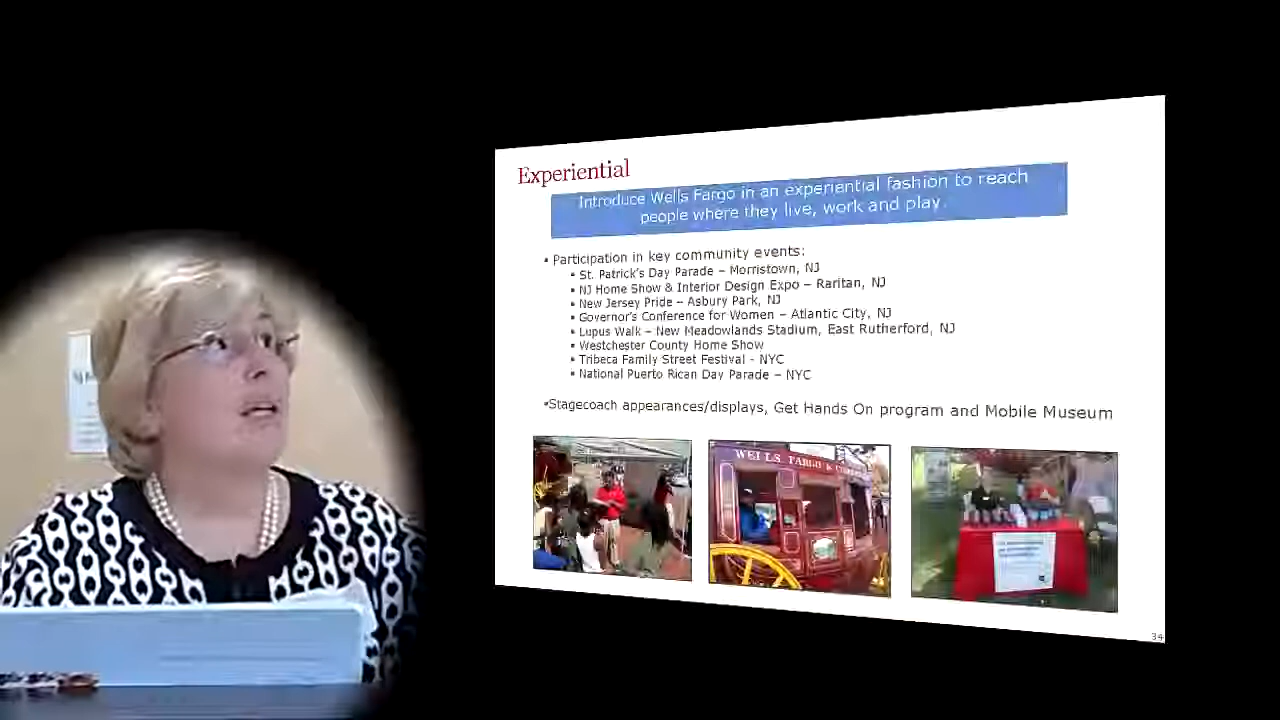 Experiential
Introduce Wells Fargo in an experiential fashion to reach
people where they live, work and play.
▪ Participation in key community events:
▪ St. Patrick's Day Parade – Morristown, NJ
▪ NJ Home Show & Interior Design Expo – Raritan, NJ
▪ New Jersey Pride – Asbury Park, NJ
▪ Governor's Conference for Women – Atlantic City, NJ
▪ Lupus Walk – New Meadowlands Stadium, East Rutherford, NJ
▪ Westchester County Home Show
▪ Tribeca Family Street Festival - NYC
▪ National Puerto Rican Day Parade – NYC
▪Stagecoach appearances/displays, Get Hands On program and Mobile Museum
WELLS FARGO &
34